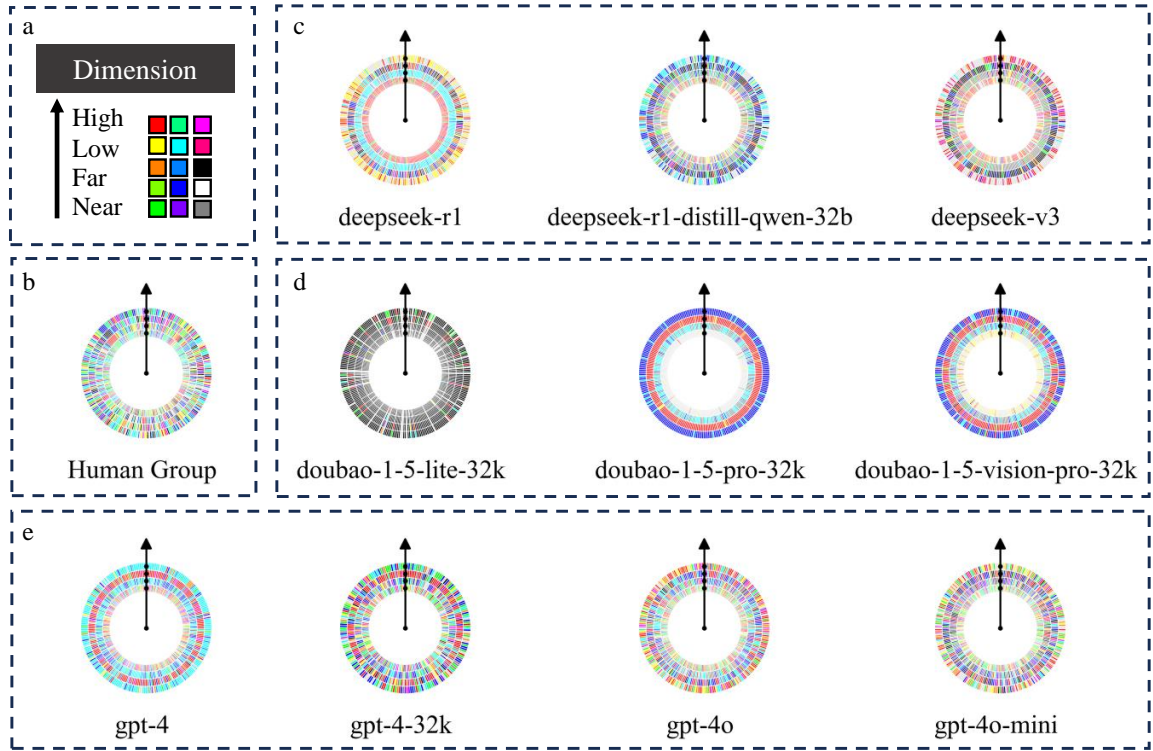 a
Dimension
High
Low
Far
Near
b
Human Group
c
deepseek-r1
deepseek-r1-distill-qwen-32b
deepseek-v3
d
doubao-1-5-lite-32k
doubao-1-5-pro-32k
doubao-1-5-vision-pro-32k
e
gpt-4
gpt-4-32k
gpt-4o
gpt-4o-mini